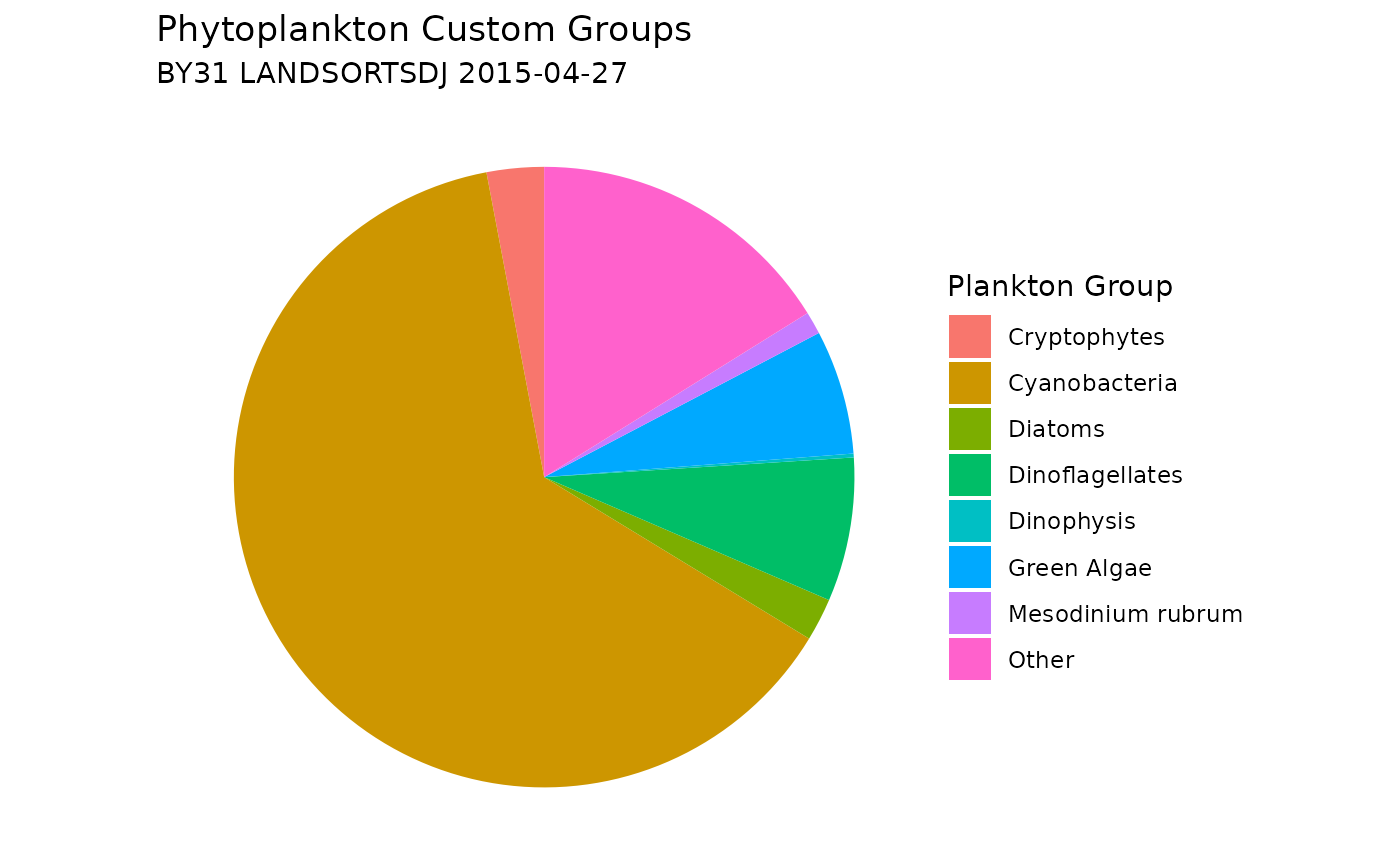 Phytoplankton Custom Groups
BY31 LANDSORTSDJ 2015-04-27
Plankton Group
Cryptophytes
Cyanobacteria
Diatoms
Dinoflagellates
Dinophysis
Green Algae
Mesodinium rubrum
Other